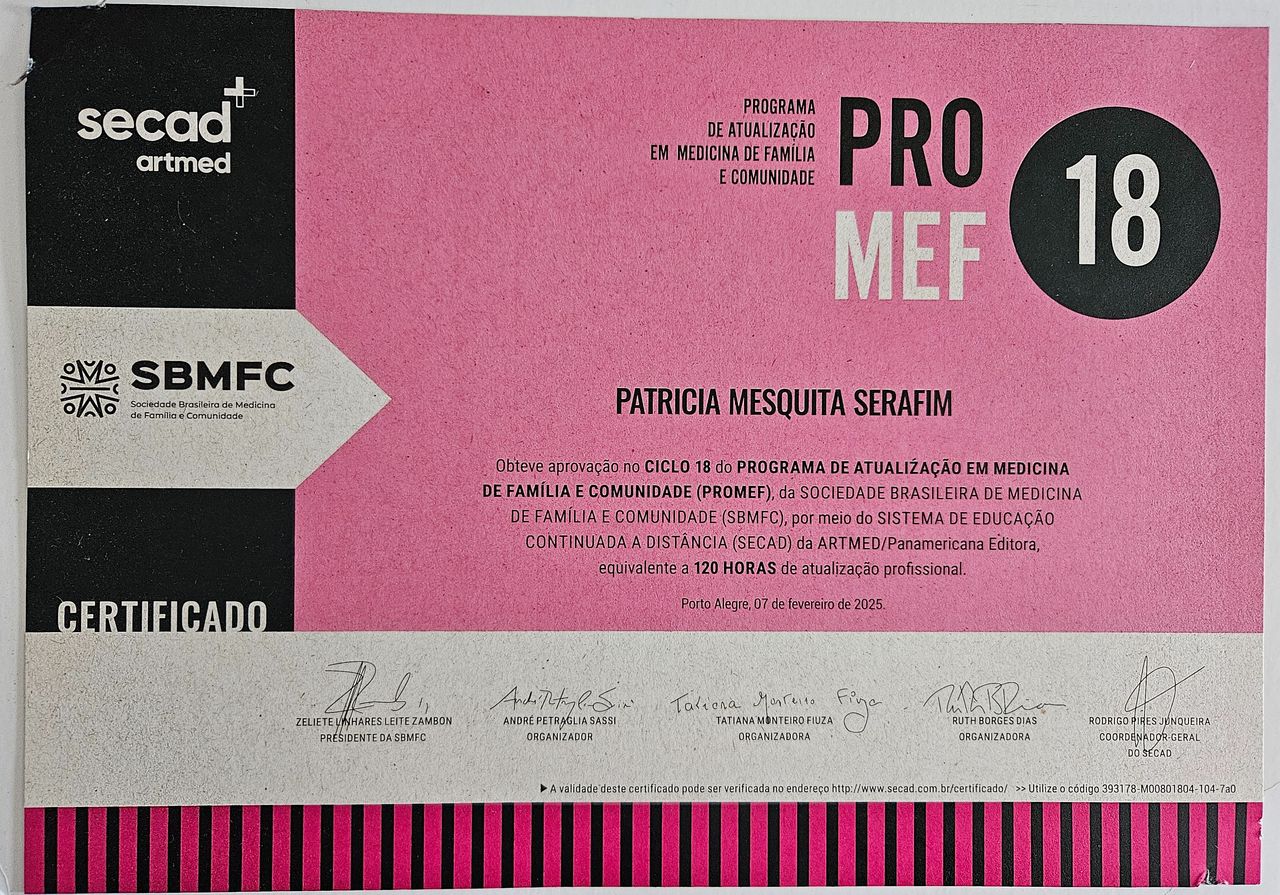 secad
artmed
PROGRAMA
DE ATUALIZAÇÃO
EM MEDICINA DE FAMÍLIA
E COMUNIDADE
PRO
MEF
18
SBMFC
Sociedade Brasileira de Medicina
de Família e Comunidade
PATRICIA MESQUITA SERAFIM
Obteve aprovação no CICLO 18 do PROGRAMA DE ATUALIZAÇÃO EM MEDICINA
DE FAMÍLIA E COMUNIDADE (PROMEF), da SOCIEDADE BRASILEIRA DE MEDICINA
DE FAMÍLIA E COMUNIDADE (SBMFC), por meio do SISTEMA DE EDUCAÇÃO
CONTINUADA A DISTÂNCIA (SECAD) da ARTMED/Panamericana Editora,
equivalente a 120 HORAS de atualização profissional.
Porto Alegre, 07 de fevereiro de 2025.
CERTIFICADO
Tatiana Monteiro Fiuza
ZELIETE LINHARES LEITE ZAMBON
PRESIDENTE DA SBMFC
ANDRÉ PETRAGLIA SASSI
ORGANIZADOR
TATIANA MONTEIRO FIUZA
ORGANIZADORA
RUTH BORGES DIAS
ORGANIZADORA
RODRIGO PIRES JUNQUEIRA
COORDENADOR-GERAL
DO SECAD
A validade deste certificado pode ser verificada no endereço http://www.secad.com.br/certificado/ >> Utilize o código 393178-M00801804-104-7a0